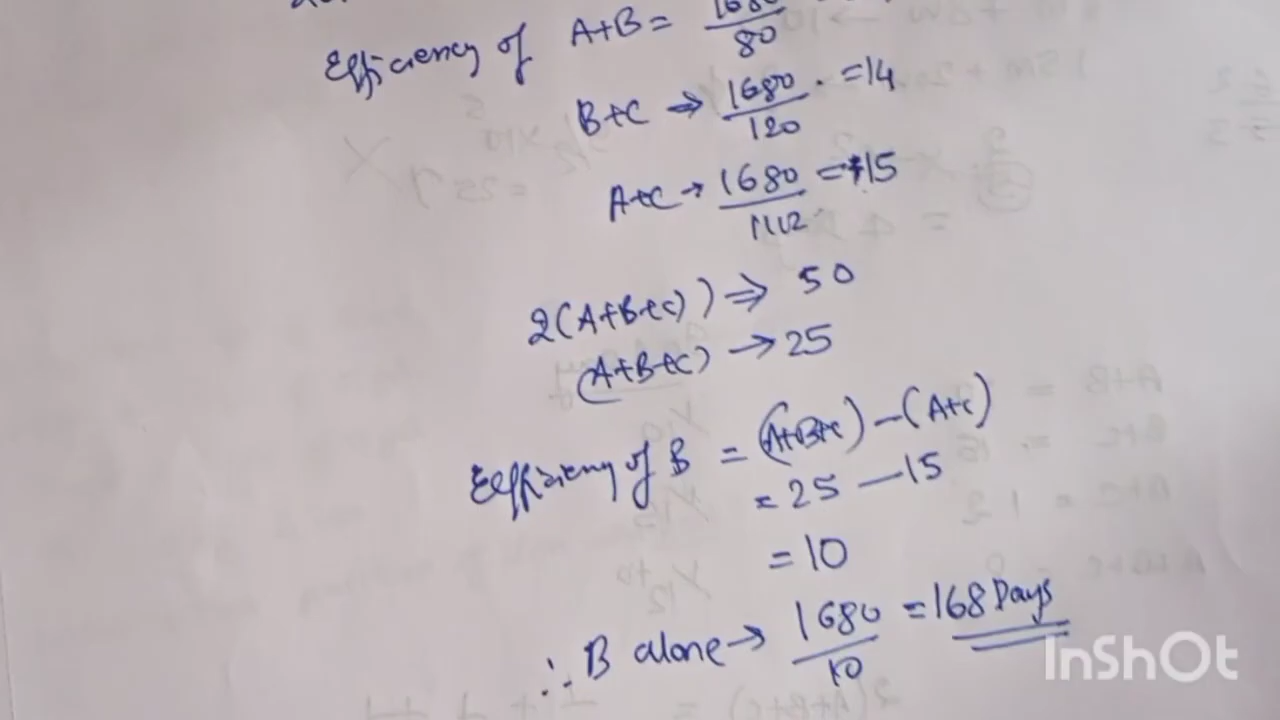 Efficiency of A+B = 1680/80
B+C ⇒ 1680/120 . =14
A+C → 1680/112 = 15
2(A+B+C)) ⇒ 50
(A+B+C) → 25
Eefficieny of B = (A+B+C) — (A+C)
= 25 — 15
= 10
∴ B alone → 1680/10 = 168 Days
InShOt